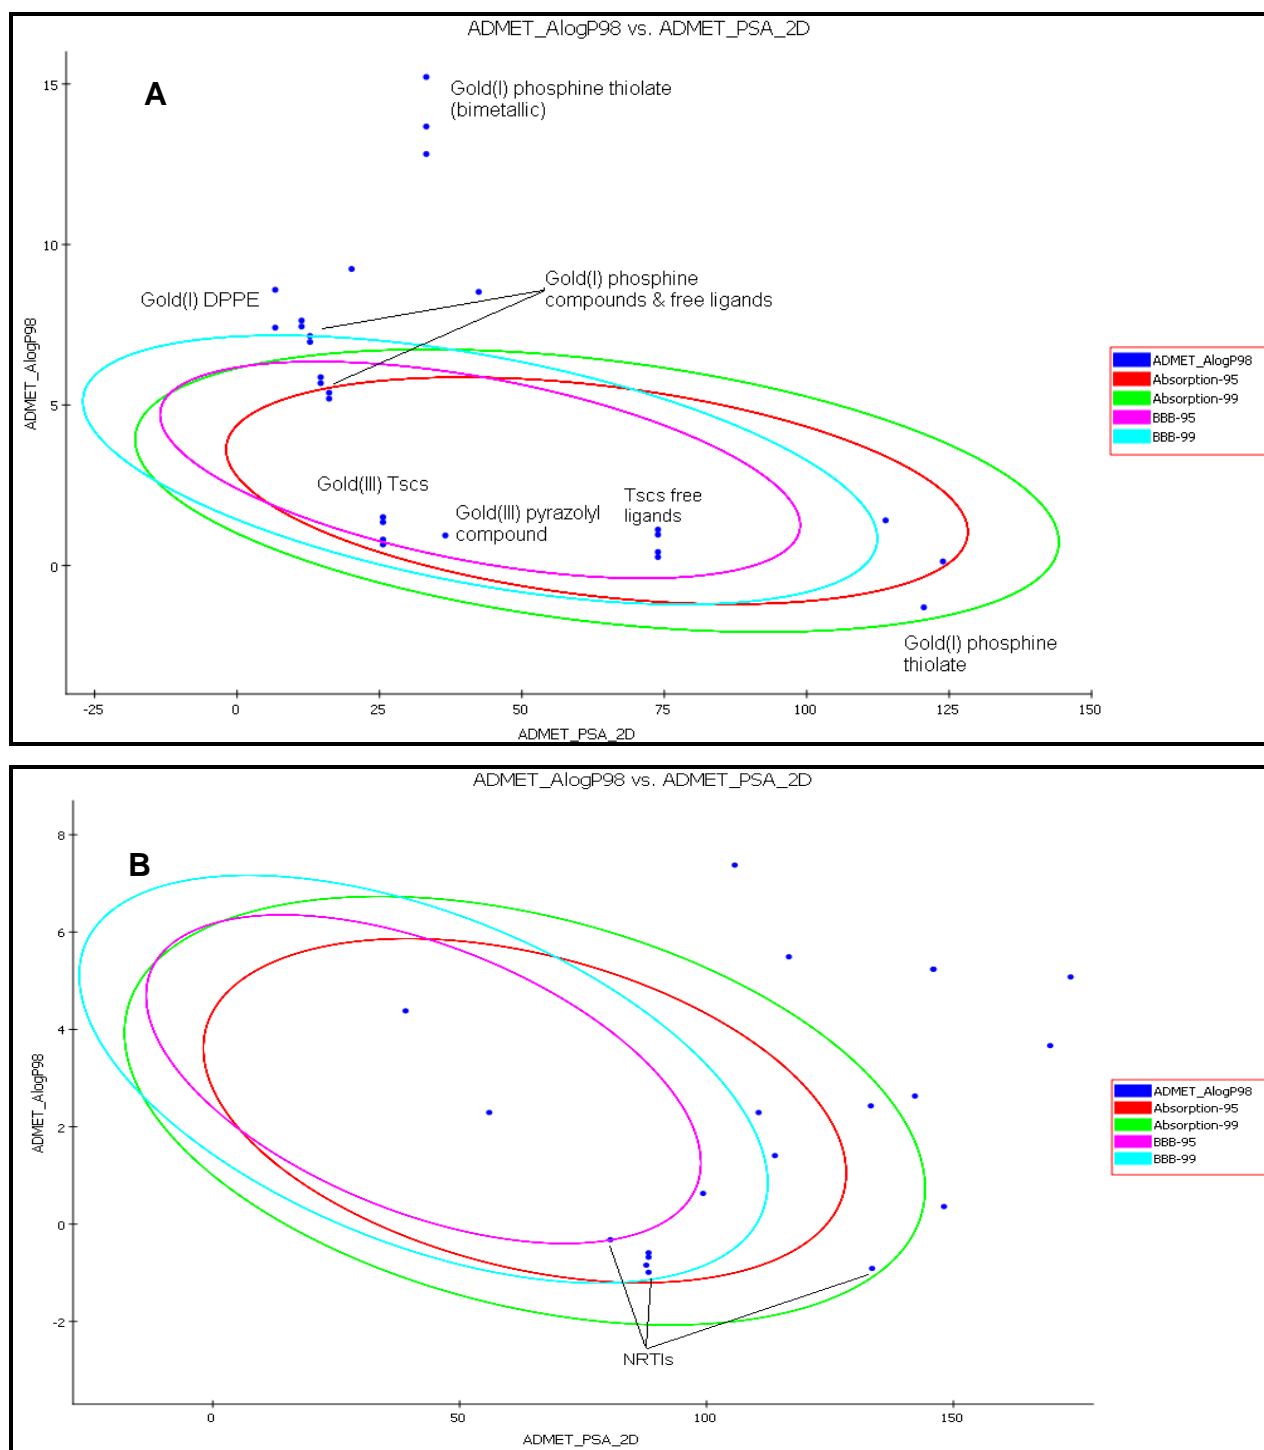 ADMET_AlogP98 vs. ADMET_PSA_2D
A
15
10
5
0
ADMET_AlogP98
Gold(I) phosphine thiolate
(bimetallic)
Gold(I) DPPE
Gold(I) phosphine
compounds & free ligands
Gold(III) Tscs
Gold(III) pyrazolyl
compound
Tscs free
ligands
Gold(I) phosphine
thiolate
-25
0
25
50
75
100
125
150
ADMET_PSA_2D
ADMET_AlogP98
Absorption-95
Absorption-99
BBB-95
BBB-99
ADMET_AlogP98 vs. ADMET_PSA_2D
B
8
6
4
2
0
-2
ADMET_AlogP98
NRTIs
0
50
100
150
ADMET_PSA_2D
ADMET_AlogP98
Absorption-95
Absorption-99
BBB-95
BBB-99